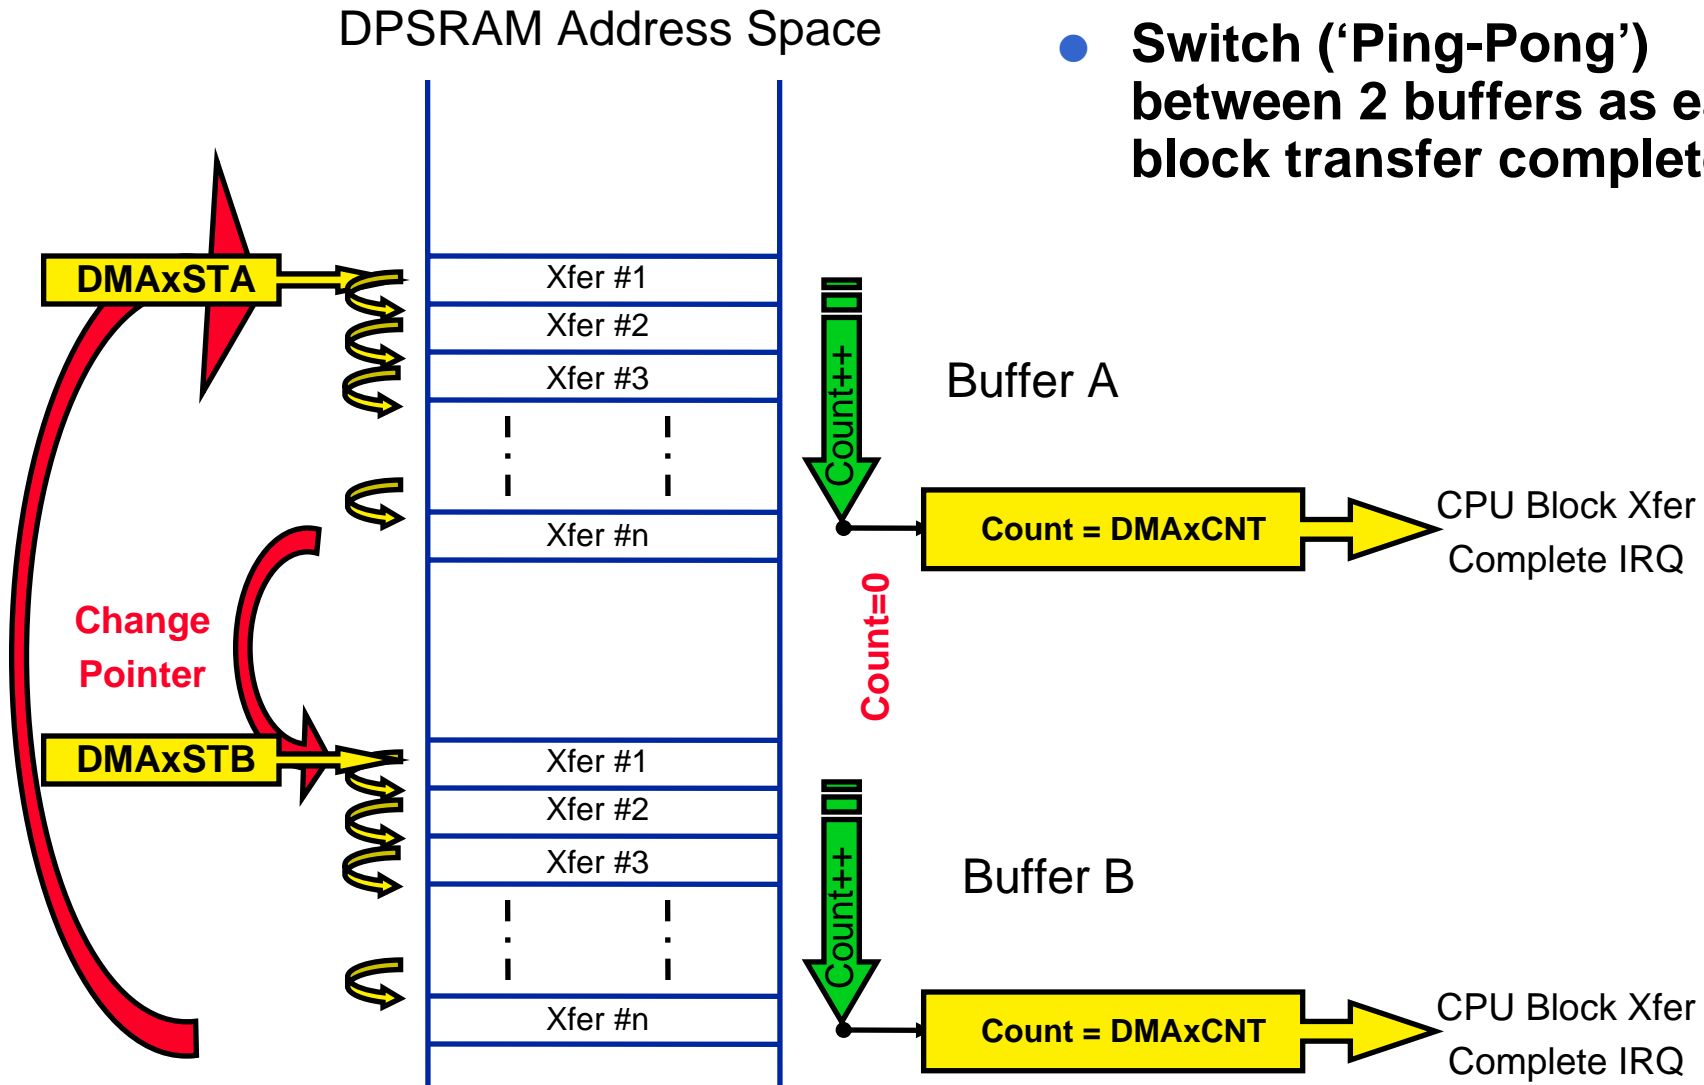 DPSRAM Address Space
● Switch (‘Ping-Pong’)
between 2 buffers as
block transfer
DMAxSTA
Xfer #1
Xfer #2
Xfer #3
Count++
Buffer A
Xfer #n
Count = DMAxCNT
CPU Block Xfer
Complete IRQ
Change
Pointer
Count=0
DMAxSTB
Xfer #1
Xfer #2
Xfer #3
Count++
Buffer B
Xfer #n
Count = DMAxCNT
CPU Block Xfer
Complete IRQ